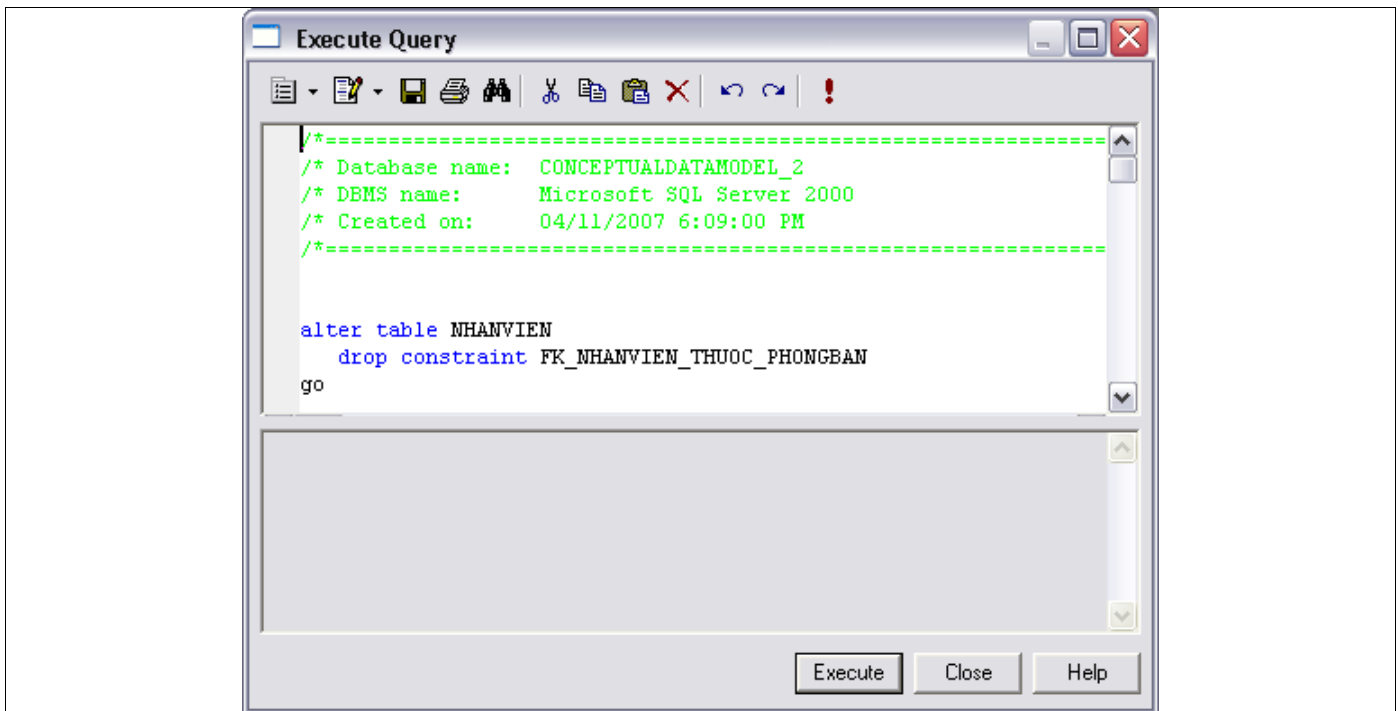 Execute Query
/*==============================================================
/* Database name:  CONCEPTUALDATAMODEL_2
/* DBMS name:      Microsoft SQL Server 2000
/* Created on:     04/11/2007 6:09:00 PM
/*==============================================================
alter table NHANVIEN
   drop constraint FK_NHANVIEN_THUOC_PHONGBAN
go
Execute Close Help